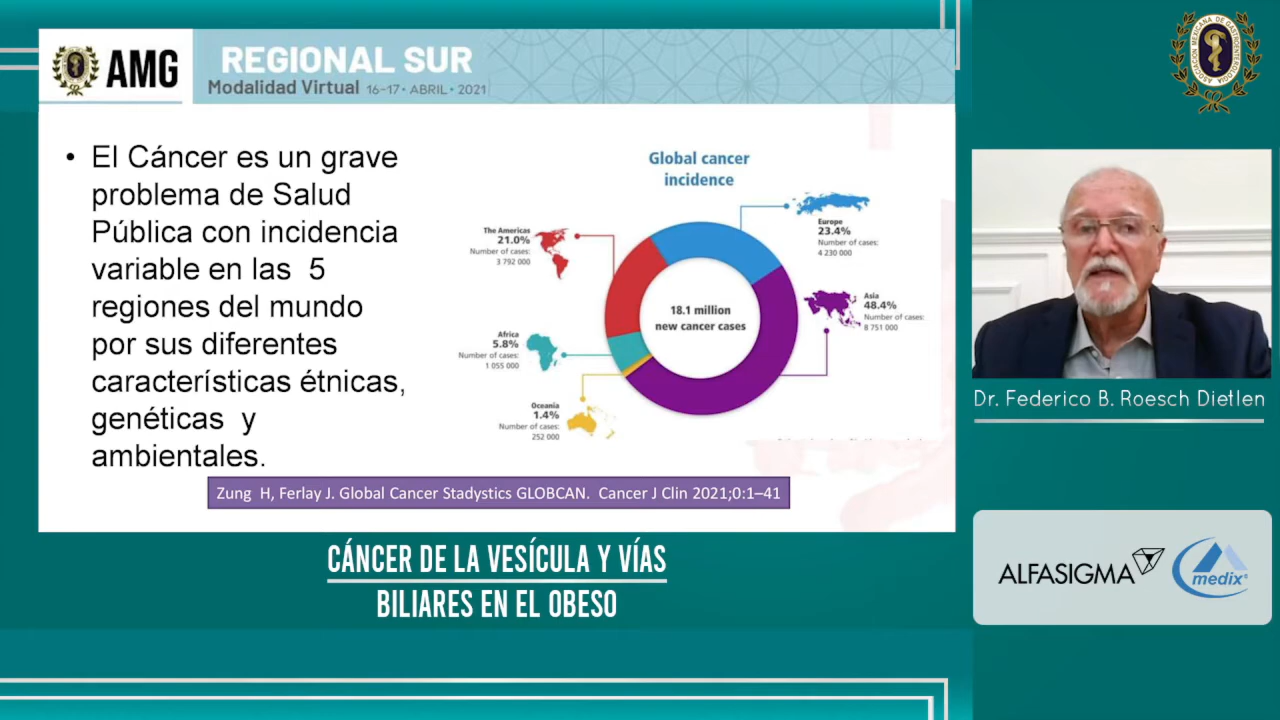 AMG
REGIONAL SUR
Modalidad Virtual 16-17 • ABRIL • 2021
• El Cáncer es un grave
problema de Salud
Pública con incidencia
variable en las 5
regiones del mundo
por sus diferentes
características étnicas,
genéticas y
ambientales.
Global cancer
incidence
The Americas
21.0%
Number of cases:
3 792 000
Europe
23.4%
Number of cases:
4 230 000
18.1 million
new cancer cases
Asia
48.4%
Number of cases:
8 751 000
Africa
5.8%
Number of cases:
1 055 000
Oceania
1.4%
Number of cases:
252 000
Zung H, Ferlay J. Global Cancer Stadystics GLOBCAN. Cancer J Clin 2021;0:1–41
CÁNCER DE LA VESÍCULA Y VÍAS
BILIARES EN EL OBESO
ASOCIACIÓN MEXICANA DE GASTROENTEROLOGÍA
Dr. Federico B. Roesch Dietlen
ALFASIGMA
medix®